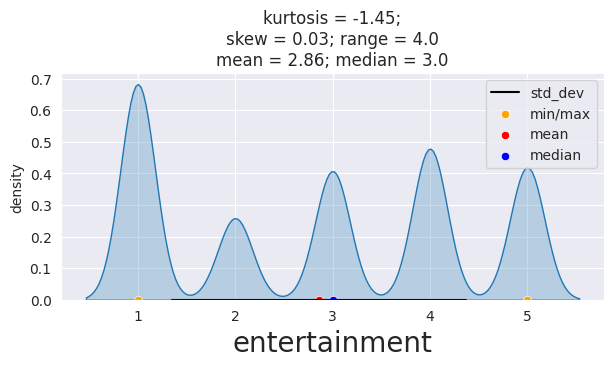 kurtosis = -1.45;
skew = 0.03; range = 4.0
mean = 2.86; median = 3.0
0.7
0.6
0.5
0.4
0.3
0.2
0.1
0.0
density
std_dev
min/max
mean
median
1 2 3 4 5
entertainment